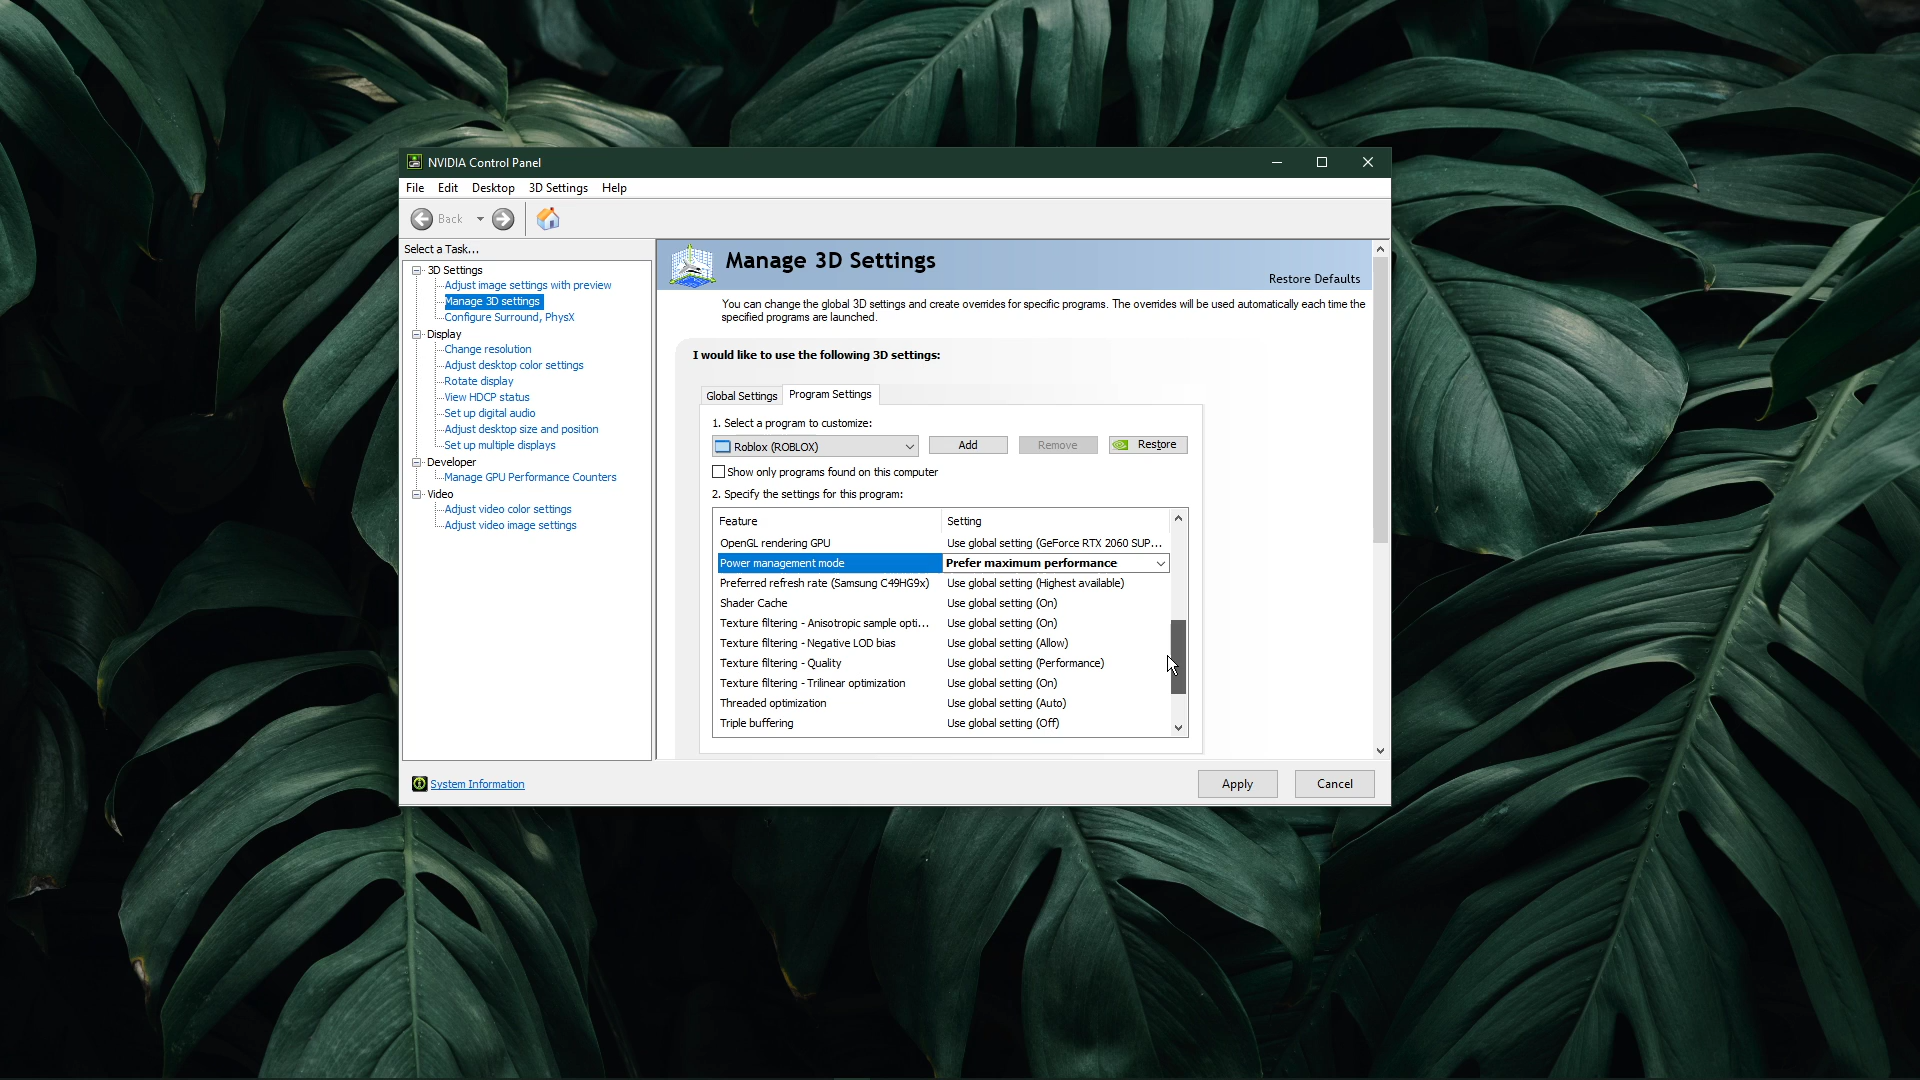 NVIDIA Control Panel
File Edit Desktop 3D Settings Help
Back
Select a Task...
3D Settings
Adjust image settings with preview
Manage 3D settings
Configure Surround, PhysX
Display
Change resolution
Adjust desktop color settings
Rotate display
View HDCP status
Set up digital audio
Adjust desktop size and position
Set up multiple displays
Developer
Manage GPU Performance Counters
Video
Adjust video color settings
Adjust video image settings
System Information
Manage 3D Settings
Restore Defaults
You can change the global 3D settings and create overrides for specific programs. The overrides will be used automatically each time the
specified programs are launched.
I would like to use the following 3D settings:
Global Settings Program Settings
1. Select a program to customize:
Roblox (ROBLOX) Add Remove Restore
Show only programs found on this computer
2. Specify the settings for this program:
Feature Setting
OpenGL rendering GPU Use global setting (GeForce RTX 2060 SUP...
Power management mode Prefer maximum performance
Preferred refresh rate (Samsung C49HG9x) Use global setting (Highest available)
Shader Cache Use global setting (On)
Texture filtering - Anisotropic sample opti... Use global setting (On)
Texture filtering - Negative LOD bias Use global setting (Allow)
Texture filtering - Quality Use global setting (Performance)
Texture filtering - Trilinear optimization Use global setting (On)
Threaded optimization Use global setting (Auto)
Triple buffering Use global setting (Off)
Apply Cancel